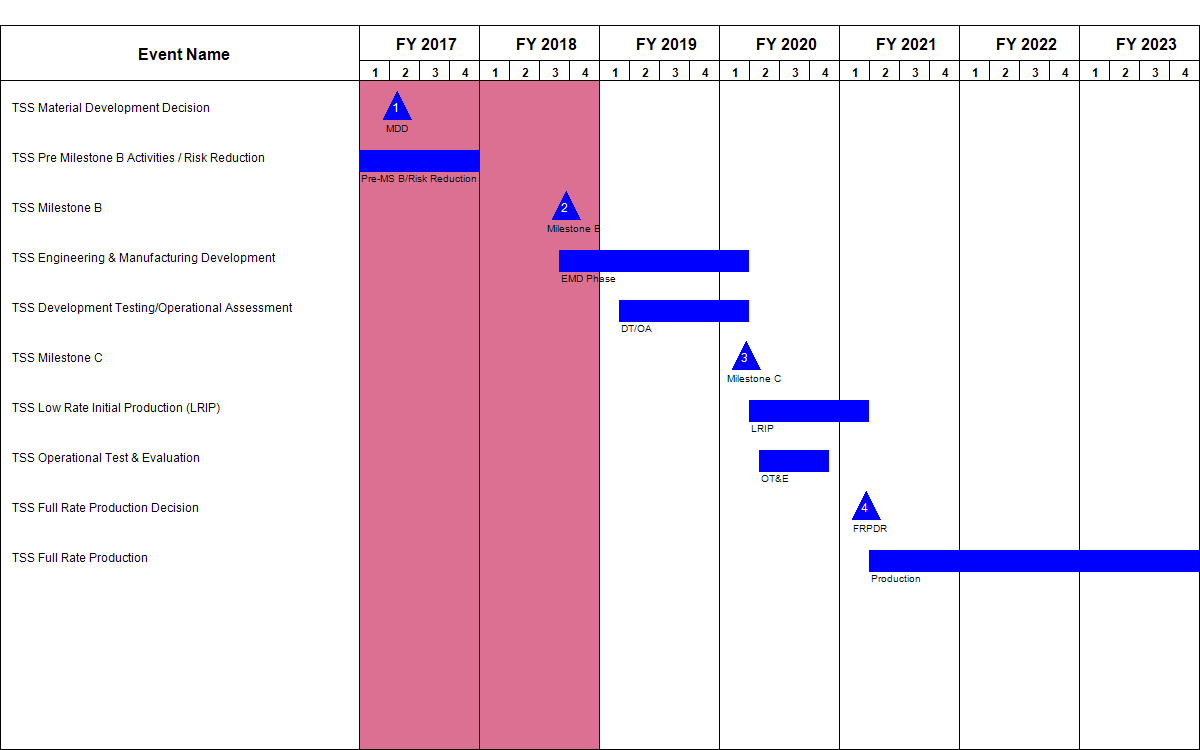 Event Name FY 2017 FY 2018 FY 2019 FY 2020 FY 2021 FY 2022 FY 2023
1 2 3 4 1 2 3 4 1 2 3 4 1 2 3 4 1 2 3 4 1 2 3 4 1 2 3 4
TSS Material Development Decision 1
MDD
TSS Pre Milestone B Activities / Risk Reduction
Pre-MS B/Risk Reduction
TSS Milestone B 2
Milestone B
TSS Engineering & Manufacturing Development
EMD Phase
TSS Development Testing/Operational Assessment
DT/OA
TSS Milestone C 3
Milestone C
TSS Low Rate Initial Production (LRIP)
LRIP
TSS Operational Test & Evaluation
OT&E
TSS Full Rate Production Decision 4
FRPDR
TSS Full Rate Production
Production